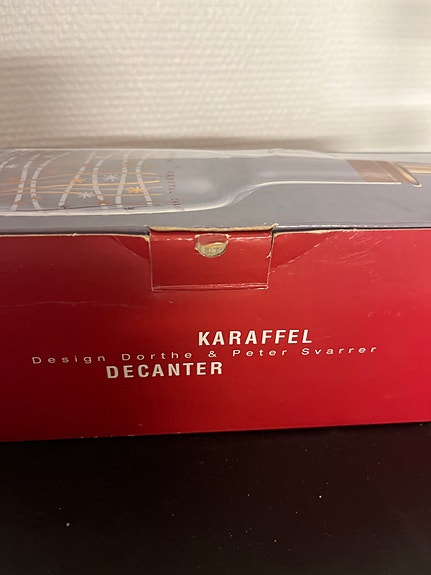 KARAFFEL
Design Dorthe & Peter Svarrer
DECANTER